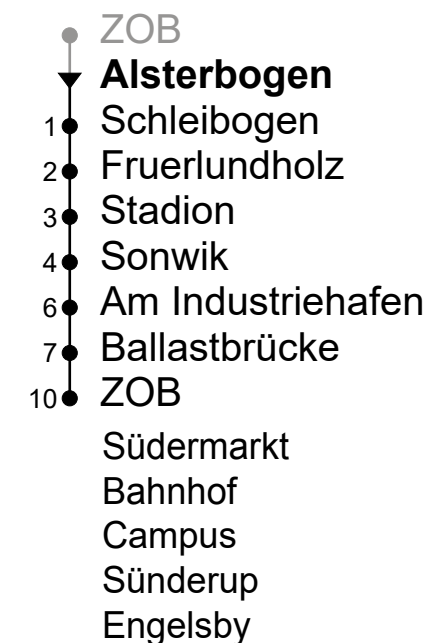 ZOB
Alsterbogen
1 Schleibogen
2 Fruerlundholz
3 Stadion
4 Sonwik
6 Am Industriehafen
7 Ballastbrücke
10 ZOB
Südermarkt
Bahnhof
Campus
Sünderup
Engelsby